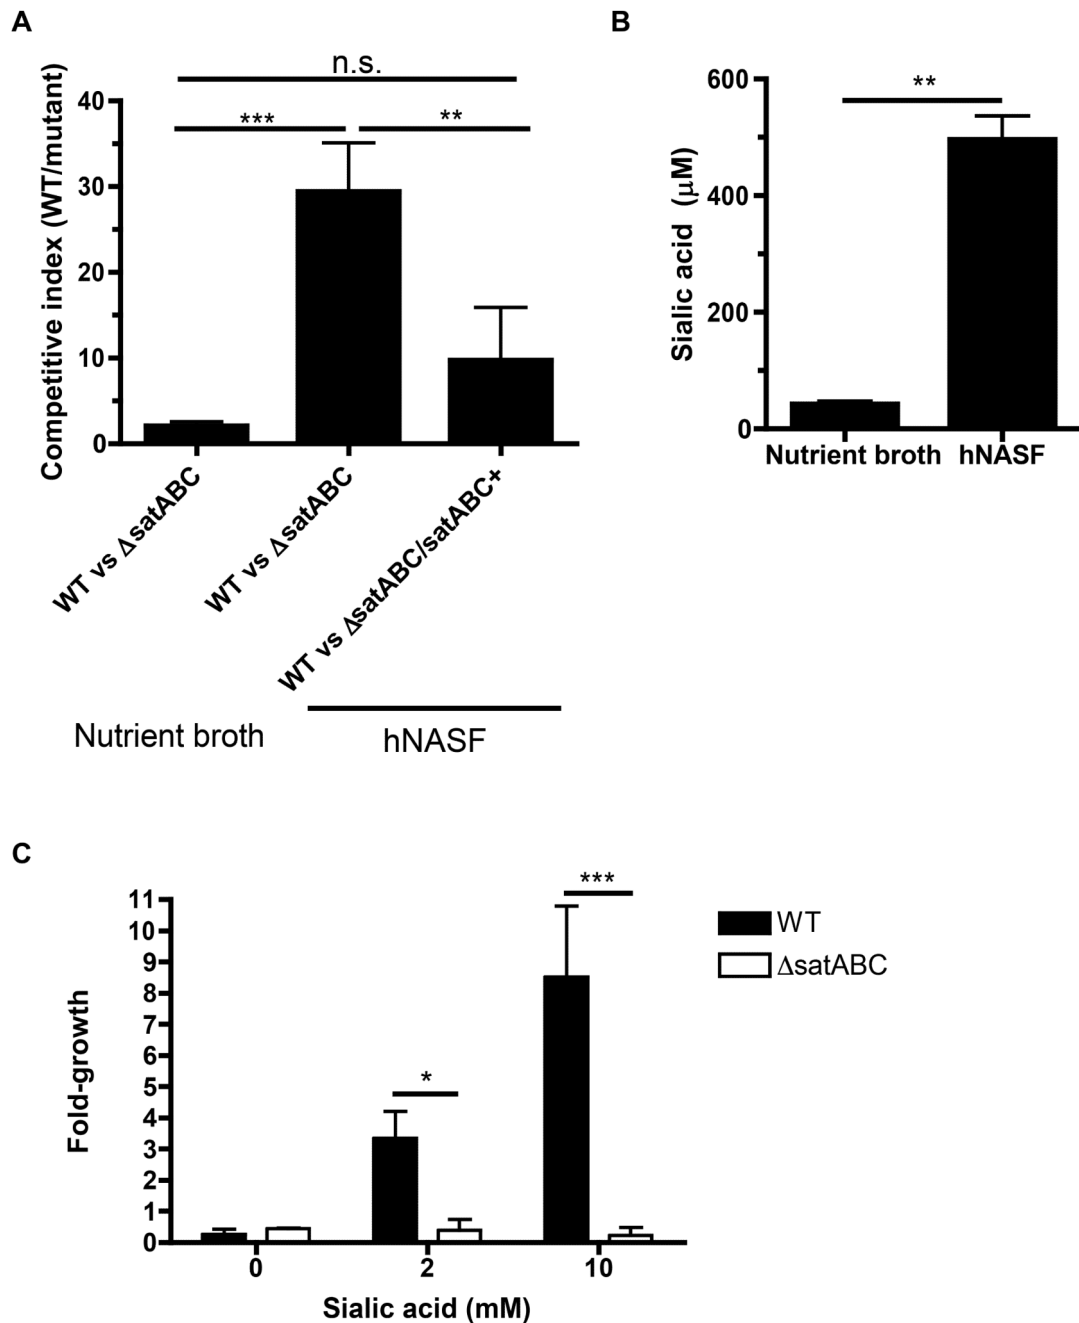 A
n.s.
***
**
Competitive index (WT/mutant)
40
30
20
10
0
WT vs ΔsatABC
WT vs ΔsatABC
WT vs ΔsatABC/satABC+
Nutrient broth
hNASF
B
**
Sialic acid (μM)
600
400
200
0
Nutrient broth
hNASF
C
***
*
Fold-growth
11
10
9
8
7
6
5
4
3
2
1
0
0
2
10
Sialic acid (mM)
WT
ΔsatABC